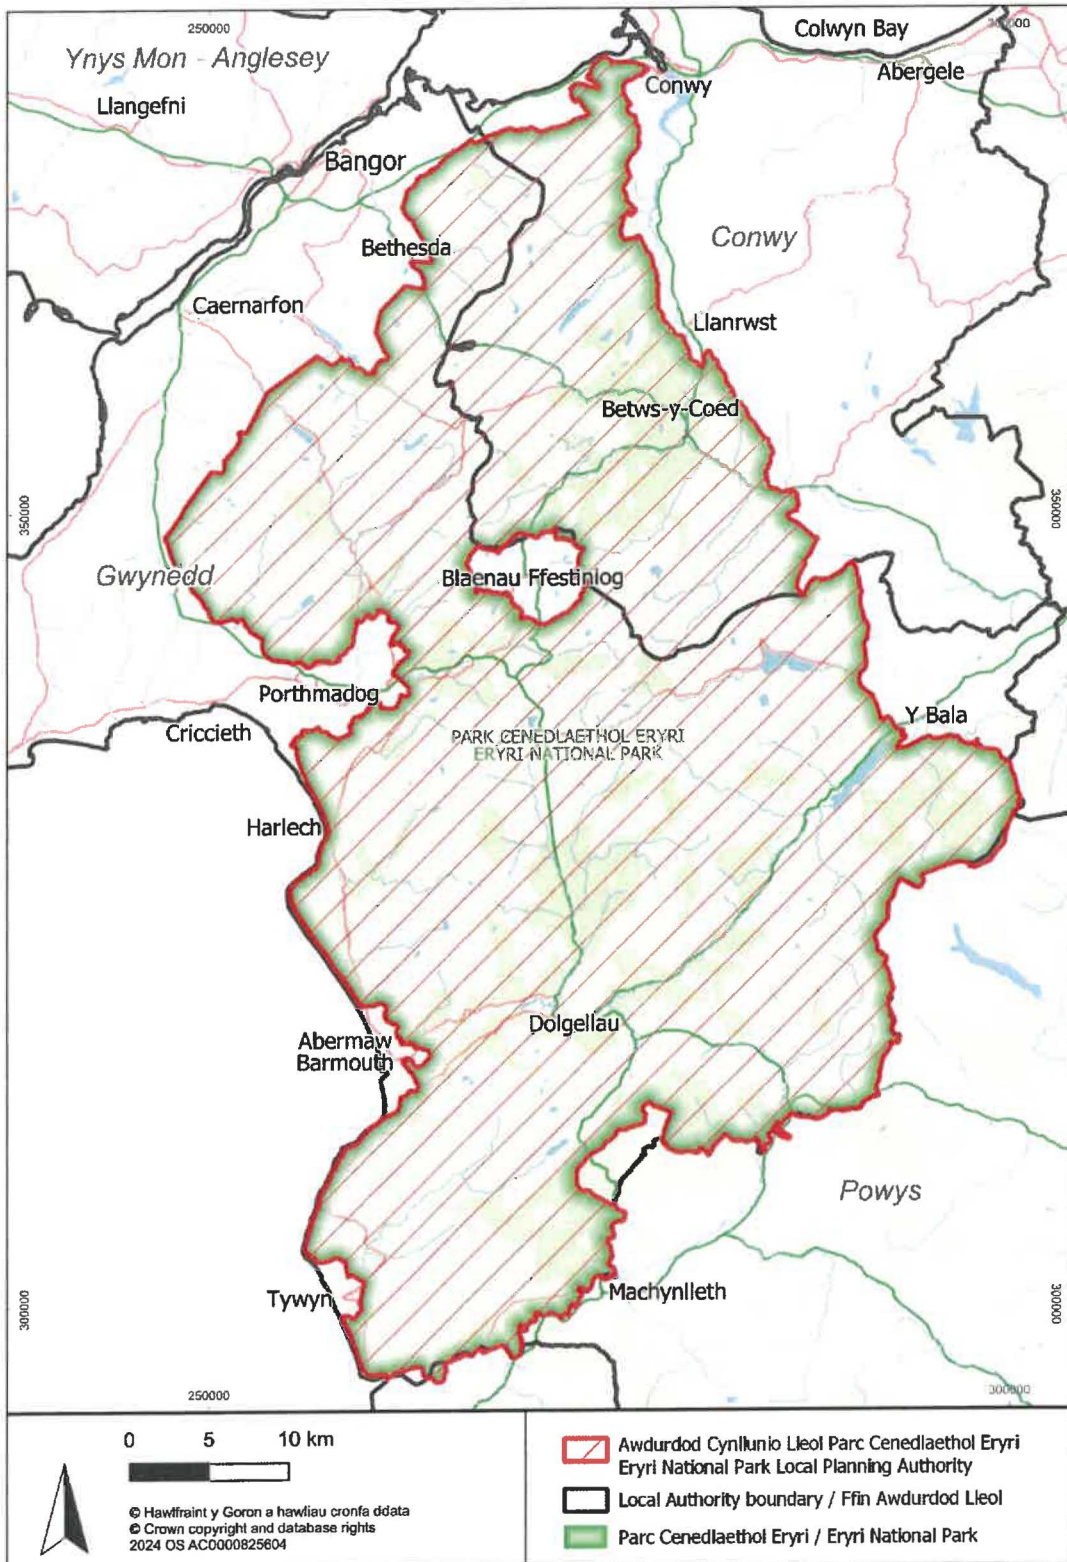 250000
300000
Colwyn Bay
Ynys Mon - Anglesey
Conwy
Abergele
Llangefni
Bangor
Conwy
Bethesda
Caernarfon
Llanrwst
Betws-y-Coed
350000
350000
Gwynedd
Blaenau Ffestiniog
Porthmadog
Y Bala
Criccieth
PARK CENEDLAETHOL ERYRI
ERYRI NATIONAL PARK
Harlech
Dolgellau
Abermaw
Barmouth
Powys
Tywyn
Machynlleth
300000
300000
250000
300000
0 5 10 km
© Hawlfraint y Goron a hawliau cronfa ddata
© Crown copyright and database rights
2024 OS AC0000825604
Awdurdod Cynllunio Lleol Parc Cenedlaethol Eryri
Eryri National Park Local Planning Authority
Local Authority boundary / Ffin Awdurdod Lleol
Parc Cenedlaethol Eryri / Eryri National Park